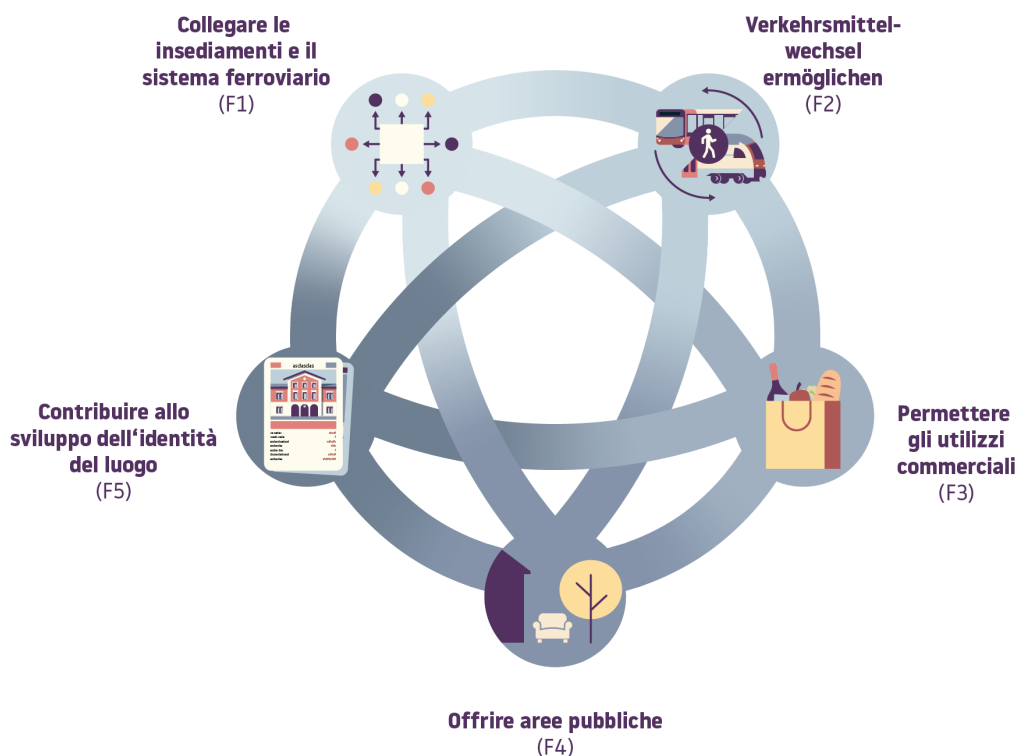 Collegare le
insediamenti e il
sistema ferroviario
(F1)
Verkehrsmittel-
wechsel
ermöglichen
(F2)
asdasdas
Contribuire allo
sviluppo dell‘identità
del luogo
(F5)
Permettere
gli utilizzi
commerciali
(F3)
Offrire aree pubbliche
(F4)